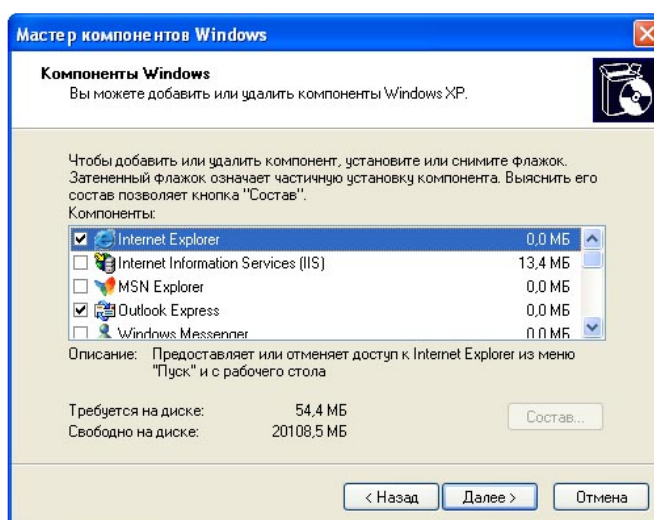 Мастер компонентов Windows
Компоненты Windows
Вы можете добавить или удалить компоненты Windows XP.
Чтобы добавить или удалить компонент, установите или снимите флажок.
Затененный флажок означает частичную установку компонента. Выяснить его
состав позволяет кнопка "Состав".
Компоненты:
Internet Explorer 0,0 МБ
Internet Information Services (IIS) 13,4 МБ
MSN Explorer 0,0 МБ
Outlook Express 0,0 МБ
Windows Messenger 0,0 МБ
Описание: Предоставляет или отменяет доступ к Internet Explorer из меню
"Пуск" и с рабочего стола
Требуется на диске: 54,4 МБ
Свободно на диске: 20108,5 МБ
Состав...
< Назад Далее > Отмена